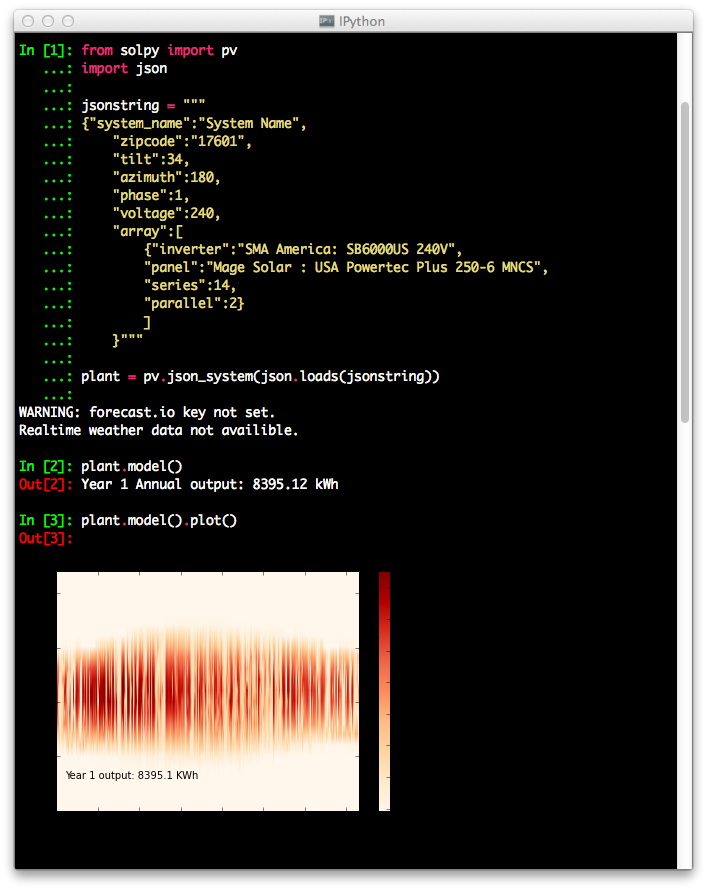 IPython
In [1]: from solpy import pv
   ...: import json
   ...:
   ...: jsonstring = """
   ...: {"system_name":"System Name",
   ...:     "zipcode":"17601",
   ...:     "tilt":34,
   ...:     "azimuth":180,
   ...:     "phase":1,
   ...:     "voltage":240,
   ...:     "array":[
   ...:         {"inverter":"SMA America: SB6000US 240V",
   ...:         "panel":"Mage Solar : USA Powertec Plus 250-6 MNCS",
   ...:         "series":14,
   ...:         "parallel":2}
   ...:         ]
   ...:     }"""
   ...:
   ...: plant = pv.json_system(json.loads(jsonstring))
   ...:
WARNING: forecast.io key not set.
Realtime weather data not availible.
In [2]: plant.model()
Out[2]: Year 1 Annual output: 8395.12 kWh
In [3]: plant.model().plot()
Out[3]:
Year 1 output: 8395.1 KWh